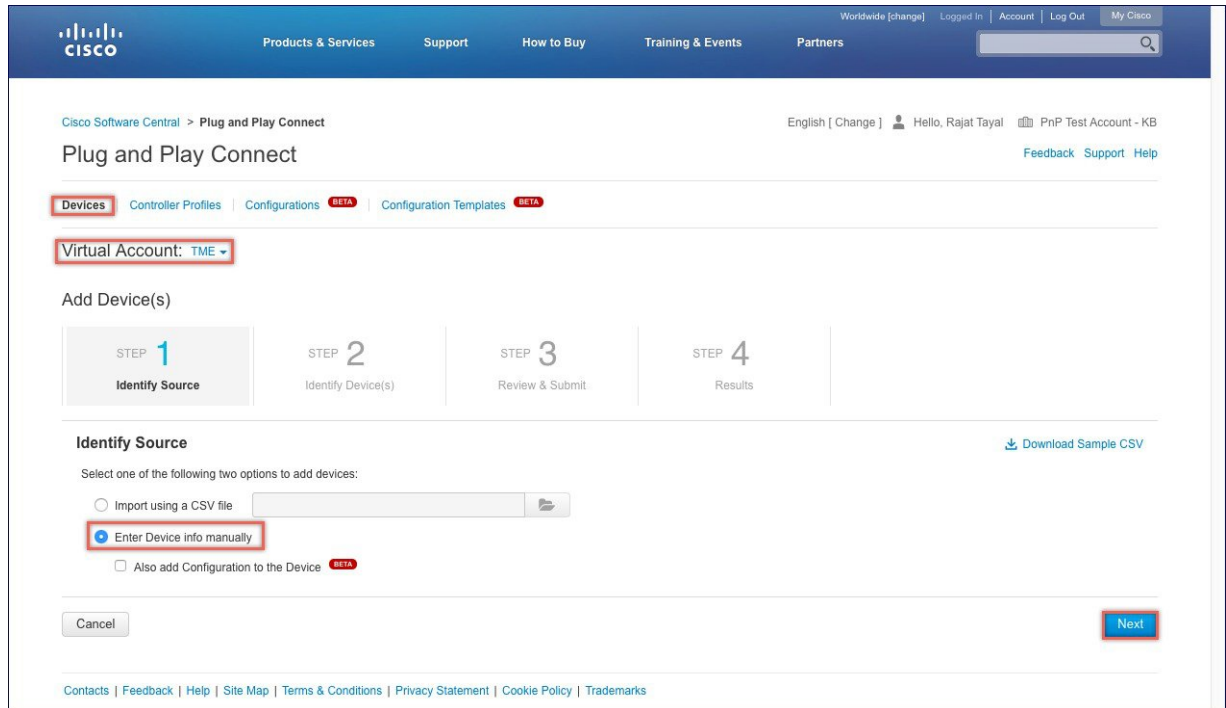 Worldwide [change] Logged In | Account | Log Out My Cisco
CISCO Products & Services Support How to Buy Training & Events Partners
Cisco Software Central > Plug and Play Connect English [ Change ] Hello, Rajat Tayal PnP Test Account - KB
Plug and Play Connect Feedback Support Help
Devices Controller Profiles Configurations BETA Configuration Templates BETA
Virtual Account: TME
Add Device(s)
STEP 1 STEP 2 STEP 3 STEP 4
Identify Source Identify Device(s) Review & Submit Results
Identify Source Download Sample CSV
Select one of the following two options to add devices:
Import using a CSV file
Enter Device info manually
Also add Configuration to the Device BETA
Cancel Next
Contacts | Feedback | Help | Site Map | Terms & Conditions | Privacy Statement | Cookie Policy | Trademarks